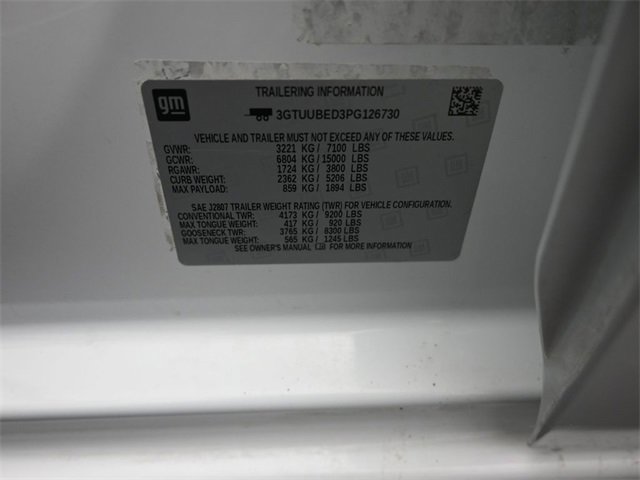 gm
TRAILERING INFORMATION
3GTUUBED3PG126730
VEHICLE AND TRAILER MUST NOT EXCEED ANY OF THESE VALUES.
GVWR: 3221 KG / 7100 LBS
GCWR: 6804 KG / 15000 LBS
RGAWR: 1724 KG / 3800 LBS
CURB WEIGHT: 2362 KG / 5206 LBS
MAX PAYLOAD: 859 KG / 1894 LBS
SAE J2807 TRAILER WEIGHT RATING (TWR) FOR VEHICLE CONFIGURATION.
CONVENTIONAL TWR: 4173 KG / 9200 LBS
MAX TONGUE WEIGHT: 417 KG / 920 LBS
GOOSENECK TWR: 3765 KG / 8300 LBS
MAX TONGUE WEIGHT: 565 KG / 1245 LBS
SEE OWNER'S MANUAL FOR MORE INFORMATION